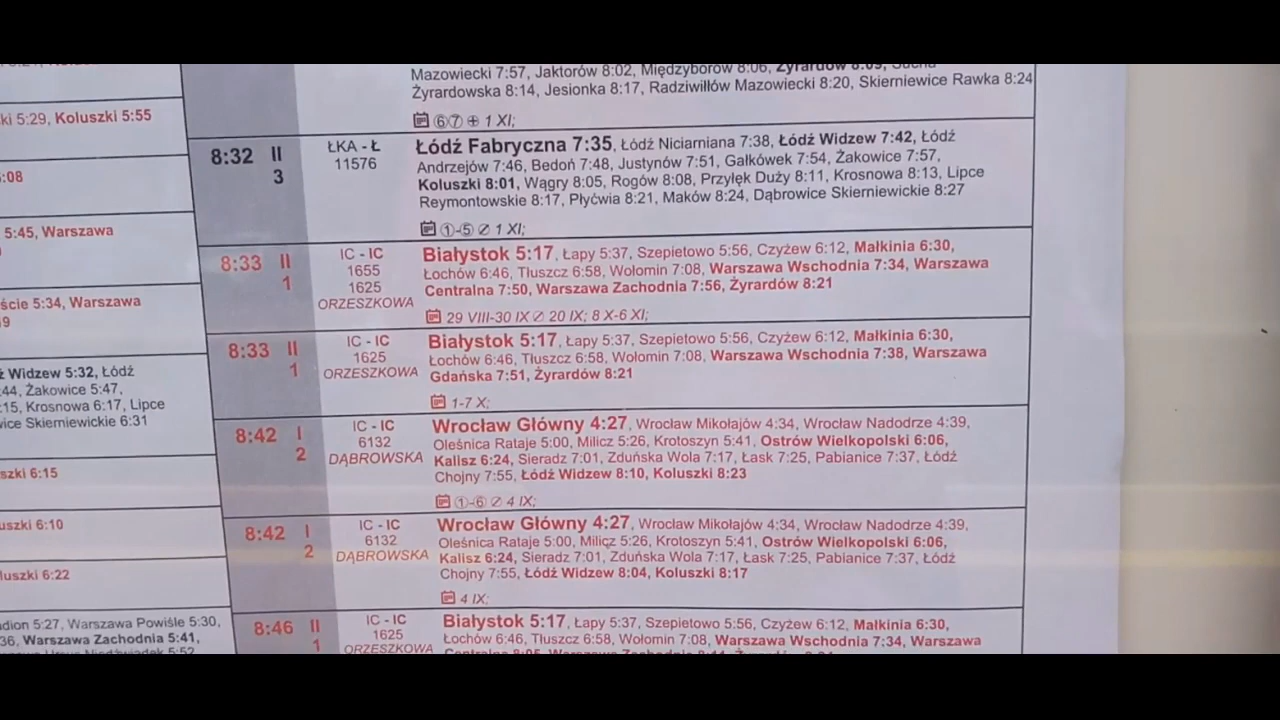 ki 5:29, Koluszki 5:55
:08
5:45, Warszawa
ście 5:34, Warszawa
9
ź Widzew 5:32, Łódź
:44, Żakowice 5:47,
:15, Krosnowa 6:17, Lipce
vice Skierniewickie 6:31
szki 6:15
uszki 6:10
luszki 6:22
dion 5:27, Warszawa Powiśle 5:30,
36, Warszawa Zachodnia 5:41,
Mazowiecki 7:57, Jaktorów 8:02, Międzyborów 8:06, Żyrardów 8:09, Sucha
Żyrardowska 8:14, Jesionka 8:17, Radziwiłłów Mazowiecki 8:20, Skierniewice Rawka 8:24
⑥⑦ ⊕ 1 XI;
8:32 II
3
ŁKA - Ł
11576
Łódź Fabryczna 7:35, Łódź Niciarniana 7:38, Łódź Widzew 7:42, Łódź
Andrzejów 7:46, Bedoń 7:48, Justynów 7:51, Gałkówek 7:54, Żakowice 7:57,
Koluszki 8:01, Wągry 8:05, Rogów 8:08, Przyłęk Duży 8:11, Krosnowa 8:13, Lipce
Reymontowskie 8:17, Płyćwia 8:21, Maków 8:24, Dąbrowice Skierniewickie 8:27
①-⑤ ⊘ 1 XI;
8:33 II
1
IC - IC
1655
1625
ORZESZKOWA
Białystok 5:17, Łapy 5:37, Szepietowo 5:56, Czyżew 6:12, Małkinia 6:30,
Łochów 6:46, Tłuszcz 6:58, Wołomin 7:08, Warszawa Wschodnia 7:34, Warszawa
Centralna 7:50, Warszawa Zachodnia 7:56, Żyrardów 8:21
29 VIII-30 IX ⊘ 20 IX; 8 X-6 XI;
8:33 II
1
IC - IC
1625
ORZESZKOWA
Białystok 5:17, Łapy 5:37, Szepietowo 5:56, Czyżew 6:12, Małkinia 6:30,
Łochów 6:46, Tłuszcz 6:58, Wołomin 7:08, Warszawa Wschodnia 7:38, Warszawa
Gdańska 7:51, Żyrardów 8:21
1-7 X;
8:42 I
2
IC - IC
6132
DĄBROWSKA
Wrocław Główny 4:27, Wrocław Mikołajów 4:34, Wrocław Nadodrze 4:39,
Oleśnica Rataje 5:00, Milicz 5:26, Krotoszyn 5:41, Ostrów Wielkopolski 6:06,
Kalisz 6:24, Sieradz 7:01, Zduńska Wola 7:17, Łask 7:25, Pabianice 7:37, Łódź
Chojny 7:55, Łódź Widzew 8:10, Koluszki 8:23
①-⑥ ⊘ 4 IX;
8:42 I
2
IC - IC
6132
DĄBROWSKA
Wrocław Główny 4:27, Wrocław Mikołajów 4:34, Wrocław Nadodrze 4:39,
Oleśnica Rataje 5:00, Milicz 5:26, Krotoszyn 5:41, Ostrów Wielkopolski 6:06,
Kalisz 6:24, Sieradz 7:01, Zduńska Wola 7:17, Łask 7:25, Pabianice 7:37, Łódź
Chojny 7:55, Łódź Widzew 8:04, Koluszki 8:17
4 IX;
8:46 II
1
IC - IC
1625
ORZESZKOWA
Białystok 5:17, Łapy 5:37, Szepietowo 5:56, Czyżew 6:12, Małkinia 6:30,
Łochów 6:46, Tłuszcz 6:58, Wołomin 7:08, Warszawa Wschodnia 7:34, Warszawa